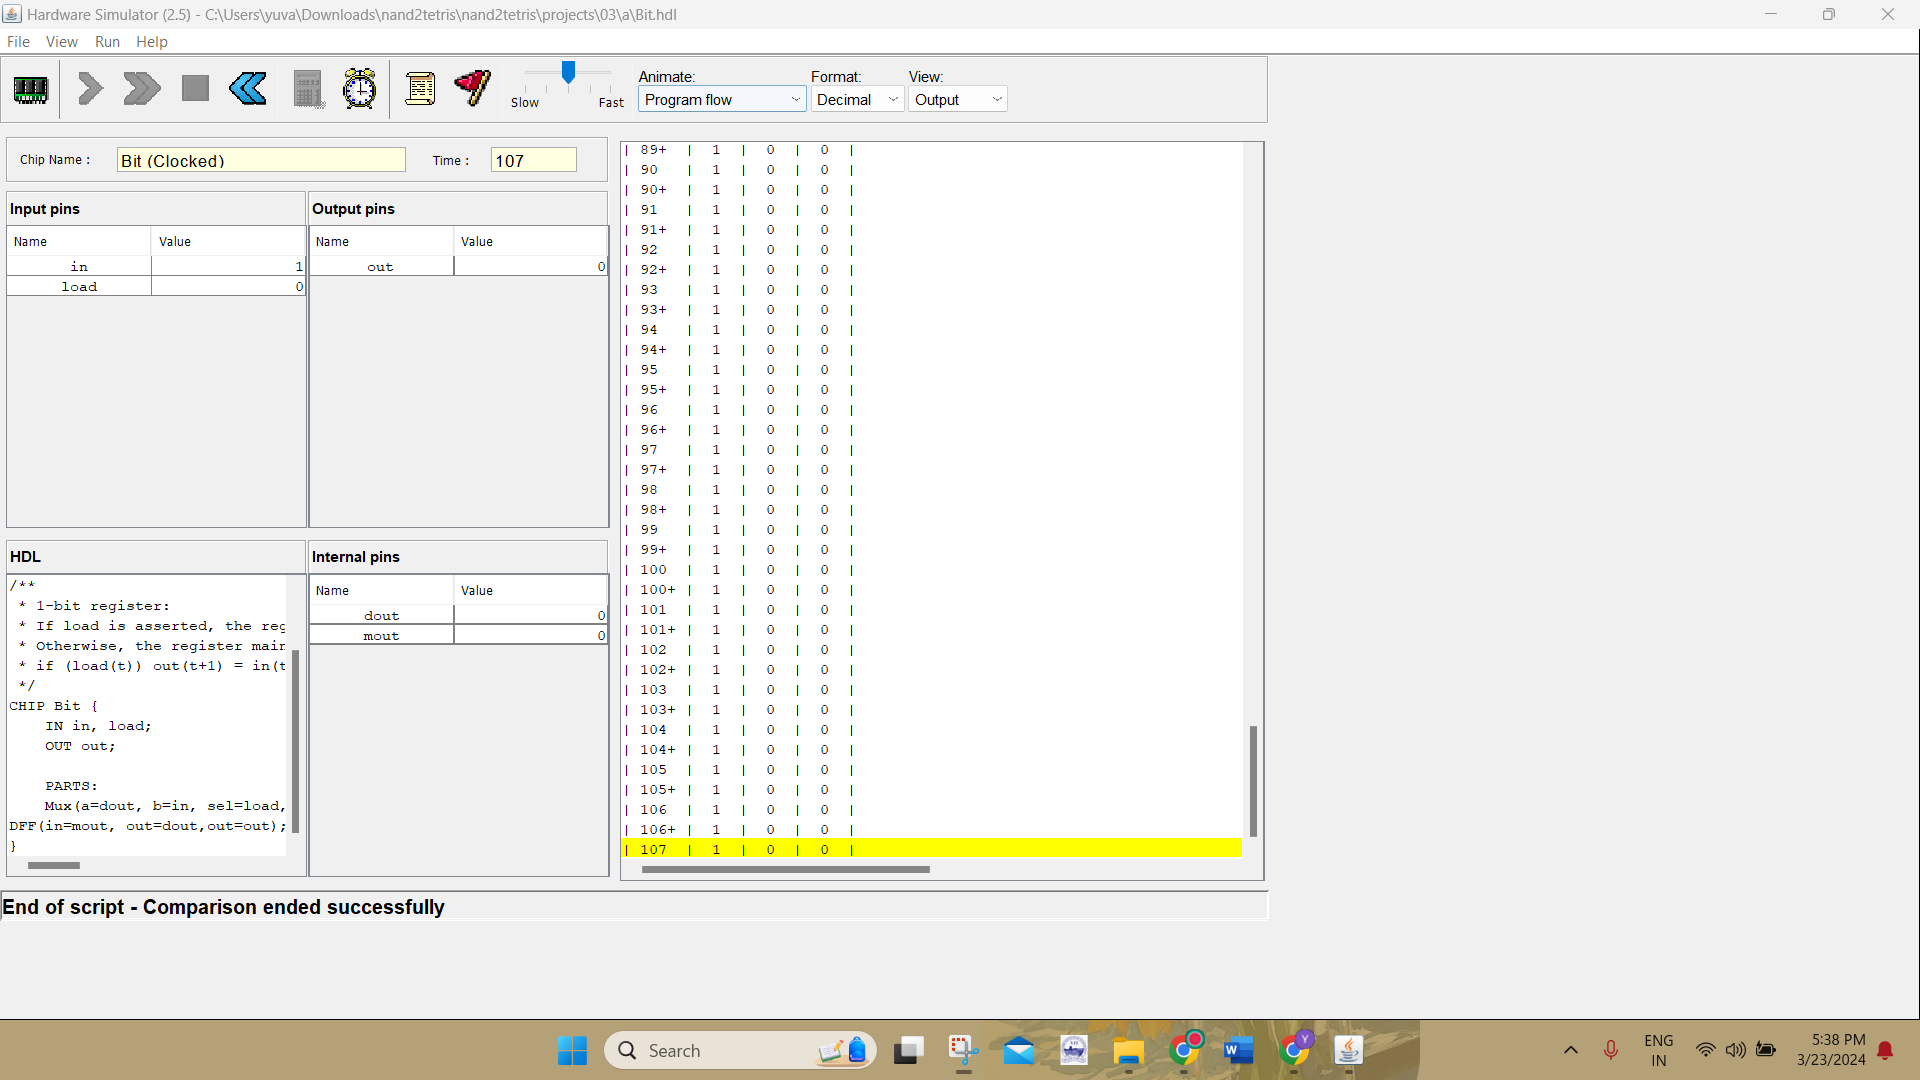 Hardware Simulator (2.5) - C:\Users\yuva\Downloads\nand2tetris\nand2tetris\projects\03\a\Bit.hdl
File View Run Help
Slow Fast
Animate: Format: View:
Program flow Decimal Output
Chip Name : Bit (Clocked) Time : 107
Input pins
Name Value
in 1
load 0
Output pins
Name Value
out 0
HDL
/**
* 1-bit register:
* If load is asserted, the reg
* Otherwise, the register main
* if (load(t)) out(t+1) = in(t
*/
CHIP Bit {
IN in, load;
OUT out;
PARTS:
Mux(a=dout, b=in, sel=load,
DFF(in=mout, out=dout,out=out);
}
Internal pins
Name Value
dout 0
mout 0
| 89+ | 1 | 0 | 0 |
| 90 | 1 | 0 | 0 |
| 90+ | 1 | 0 | 0 |
| 91 | 1 | 0 | 0 |
| 91+ | 1 | 0 | 0 |
| 92 | 1 | 0 | 0 |
| 92+ | 1 | 0 | 0 |
| 93 | 1 | 0 | 0 |
| 93+ | 1 | 0 | 0 |
| 94 | 1 | 0 | 0 |
| 94+ | 1 | 0 | 0 |
| 95 | 1 | 0 | 0 |
| 95+ | 1 | 0 | 0 |
| 96 | 1 | 0 | 0 |
| 96+ | 1 | 0 | 0 |
| 97 | 1 | 0 | 0 |
| 97+ | 1 | 0 | 0 |
| 98 | 1 | 0 | 0 |
| 98+ | 1 | 0 | 0 |
| 99 | 1 | 0 | 0 |
| 99+ | 1 | 0 | 0 |
| 100 | 1 | 0 | 0 |
| 100+ | 1 | 0 | 0 |
| 101 | 1 | 0 | 0 |
| 101+ | 1 | 0 | 0 |
| 102 | 1 | 0 | 0 |
| 102+ | 1 | 0 | 0 |
| 103 | 1 | 0 | 0 |
| 103+ | 1 | 0 | 0 |
| 104 | 1 | 0 | 0 |
| 104+ | 1 | 0 | 0 |
| 105 | 1 | 0 | 0 |
| 105+ | 1 | 0 | 0 |
| 106 | 1 | 0 | 0 |
| 106+ | 1 | 0 | 0 |
| 107 | 1 | 0 | 0 |
End of script - Comparison ended successfully
Search
W
Y
ENG
IN
5:38 PM
3/23/2024